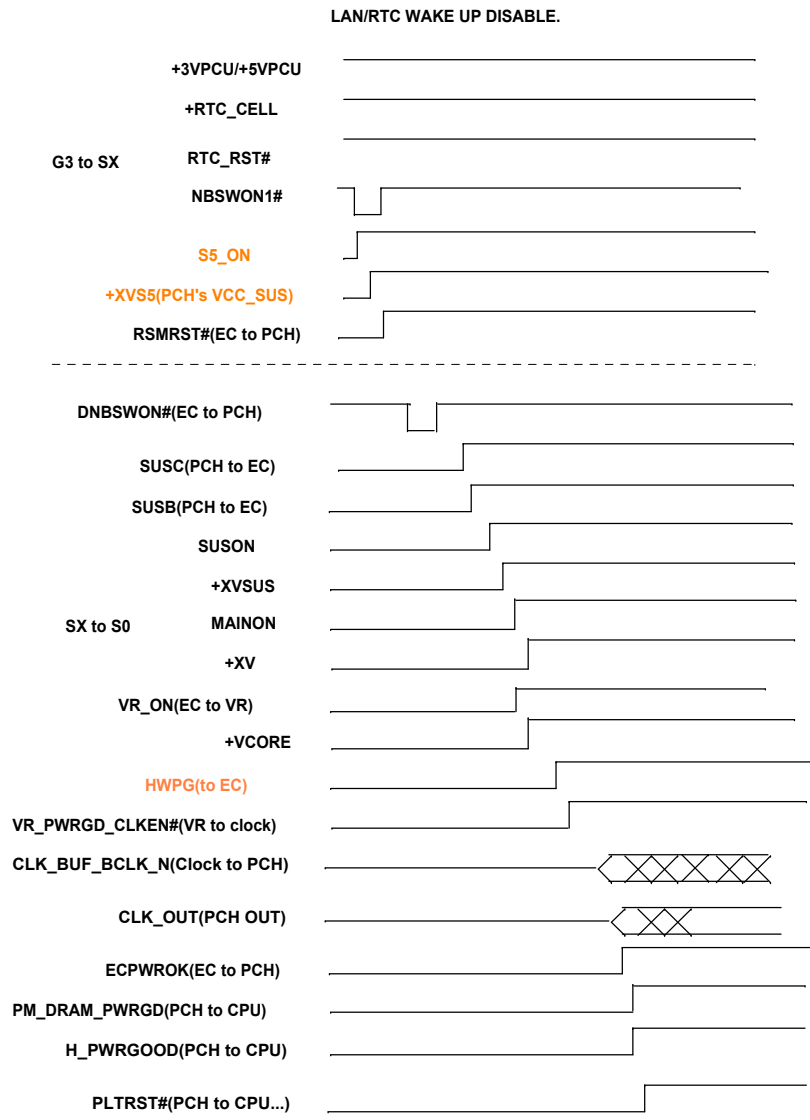 LAN/RTC WAKE UP DISABLE.
+3VPCU/+5VPCU
+RTC_CELL
G3 to SX
RTC_RST#
NBSWON1#
S5_ON
+XVS5(PCH's VCC_SUS)
RSMRST#(EC to PCH)
DNBSWON#(EC to PCH)
SUSC(PCH to EC)
SUSB(PCH to EC)
SUSON
+XVSUS
SX to S0
MAINON
+XV
VR_ON(EC to VR)
+VCORE
HWPG(to EC)
VR_PWRGD_CLKEN#(VR to clock)
CLK_BUF_BCLK_N(Clock to PCH)
CLK_OUT(PCH OUT)
ECPWROK(EC to PCH)
PM_DRAM_PWRGD(PCH to CPU)
H_PWRGOOD(PCH to CPU)
PLTRST#(PCH to CPU...)